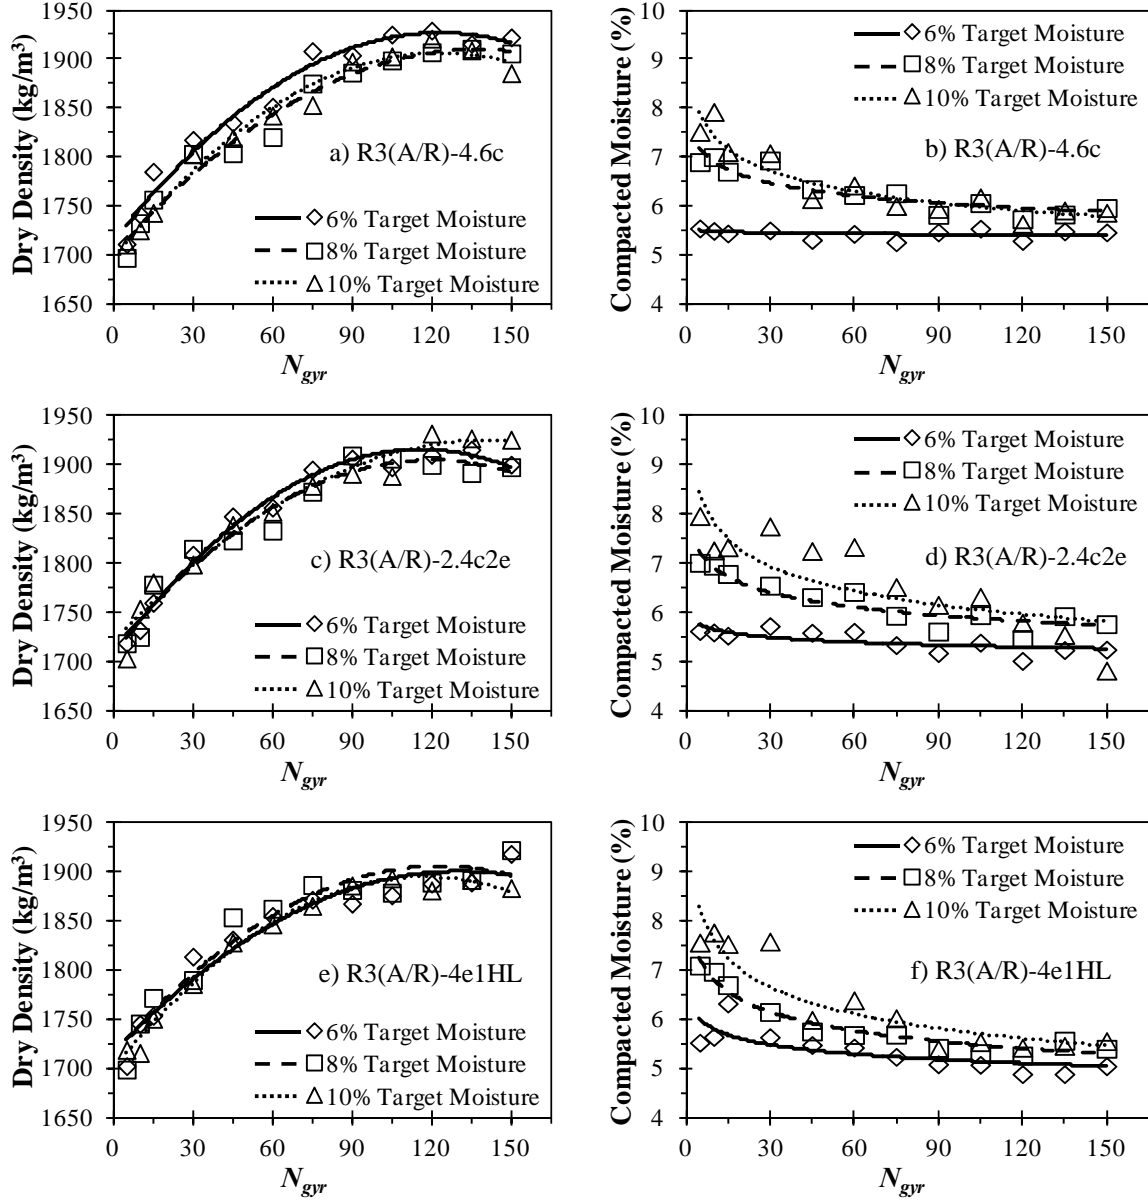 1950
1900
1850
1800
1750
1700
1650
Dry Density (kg/m³)
a) R3(A/R)-4.6c
6% Target Moisture
8% Target Moisture
10% Target Moisture
0 30 60 90 120 150
N_gyr
10
9
8
7
6
5
4
Compacted Moisture (%)
6% Target Moisture
8% Target Moisture
10% Target Moisture
b) R3(A/R)-4.6c
0 30 60 90 120 150
N_gyr
1950
1900
1850
1800
1750
1700
1650
Dry Density (kg/m³)
c) R3(A/R)-2.4c2e
6% Target Moisture
8% Target Moisture
10% Target Moisture
0 30 60 90 120 150
N_gyr
10
9
8
7
6
5
4
Compacted Moisture (%)
6% Target Moisture
8% Target Moisture
10% Target Moisture
d) R3(A/R)-2.4c2e
0 30 60 90 120 150
N_gyr
1950
1900
1850
1800
1750
1700
1650
Dry Density (kg/m³)
e) R3(A/R)-4e1HL
6% Target Moisture
8% Target Moisture
10% Target Moisture
0 30 60 90 120 150
N_gyr
10
9
8
7
6
5
4
Compacted Moisture (%)
6% Target Moisture
8% Target Moisture
10% Target Moisture
f) R3(A/R)-4e1HL
0 30 60 90 120 150
N_gyr